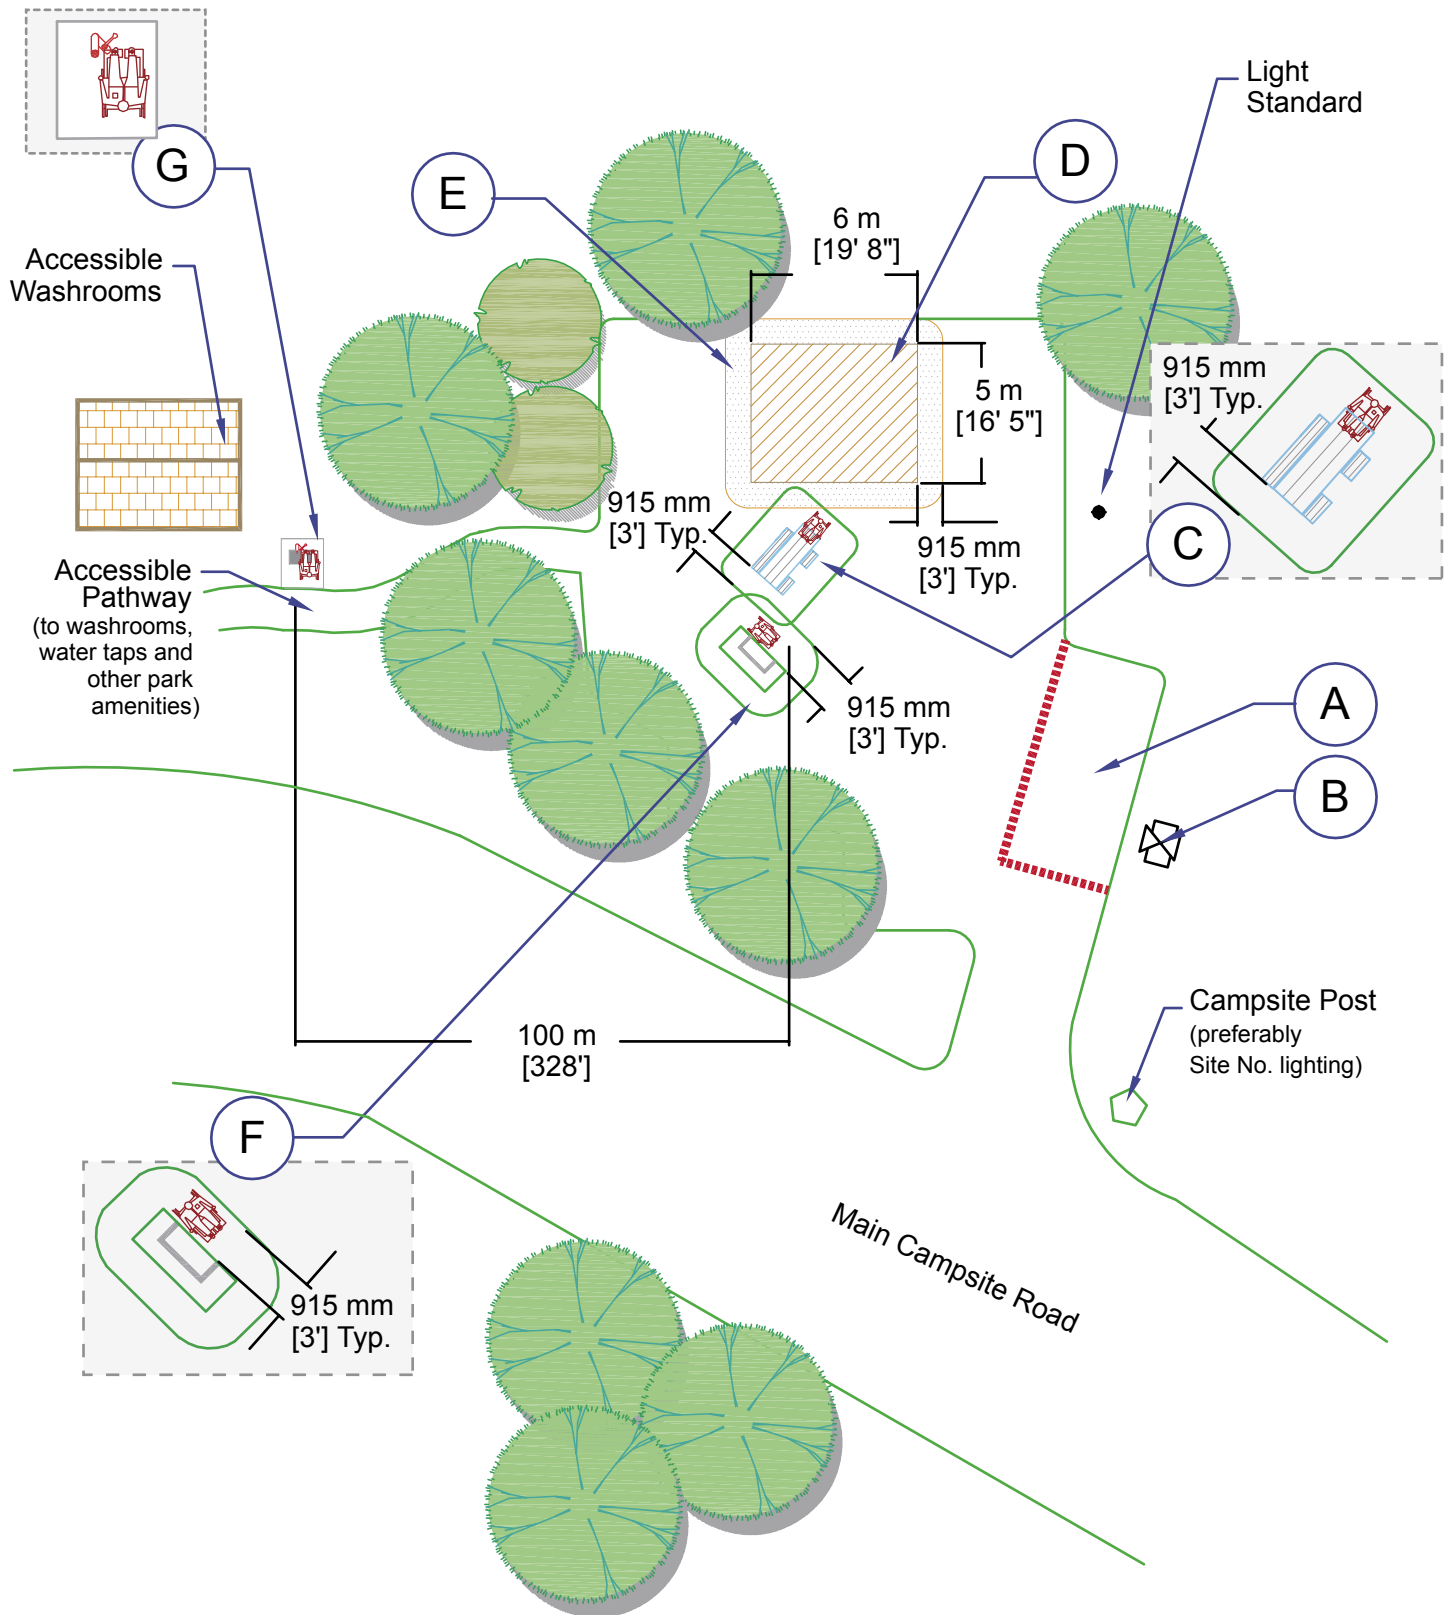 G
Light
Standard
E
D
6 m
[19' 8"]
Accessible
Washrooms
915 mm
[3'] Typ.
5 m
[16' 5"]
915 mm
[3'] Typ.
915 mm
[3'] Typ.
C
Accessible
Pathway
(to washrooms,
water taps and
other park
amenities)
915 mm
[3'] Typ.
A
B
100 m
[328']
Campsite Post
(preferably
Site No. lighting)
F
Main Campsite Road
915 mm
[3'] Typ.